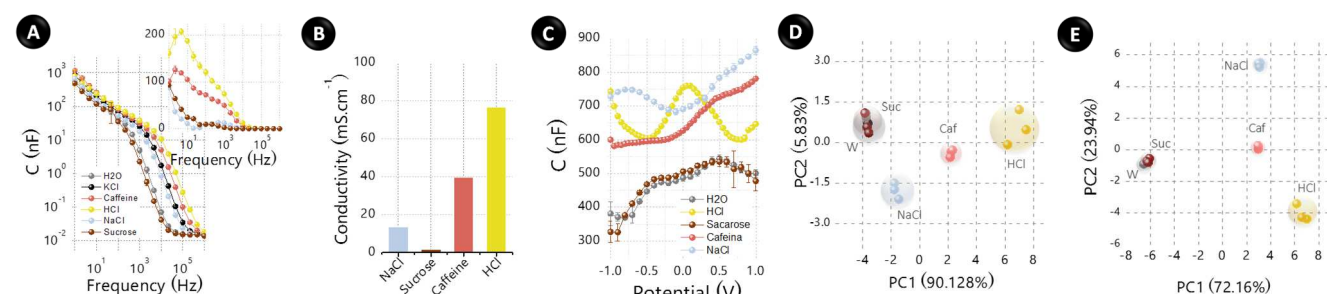 A
C (nF)
10³
10²
10¹
10⁰
10⁻¹
10⁻²
H2O
KCl
Caffeine
HCl
NaCl
Sucrose
10¹ 10³ 10⁵
Frequency (Hz)
200
100
0
10¹ 10³ 10⁵
Frequency (Hz)
B
Conductivity (mS.cm⁻¹)
100
80
60
40
20
0
NaCl
Sucrose
Caffeine
HCl
C
C (nF)
900
800
700
600
500
400
300
H2O
HCl
Sacarose
Cafeina
NaCl
-1.0 -0.5 0.0 0.5 1.0
Potential (V)
D
PC2 (5.83%)
3.0
1.5
0.0
-1.5
-3.0
Suc
W
Caf
HCl
NaCl
-6 -4 -2 0 2 4 6 8
PC1 (90.128%)
E
PC2 (23.94%)
6
4
2
0
-2
-4
-6
NaCl
Caf
Suc
W
HCl
-8 -6 -4 -2 0 2 4 6 8
PC1 (72.16%)